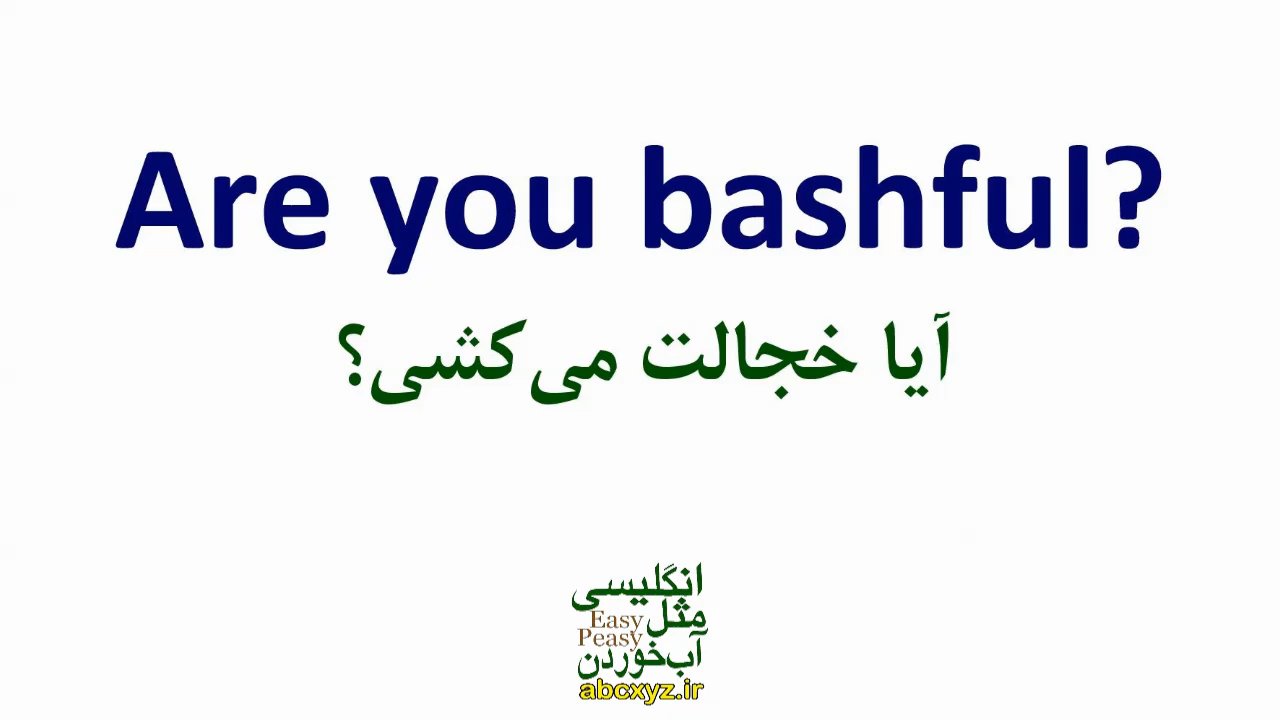 Are you bashful?
آیا خجالت می‌کشی؟
انگلیسی
مثل
Easy
Peasy
آب‌خوردن
abcxyz.ir